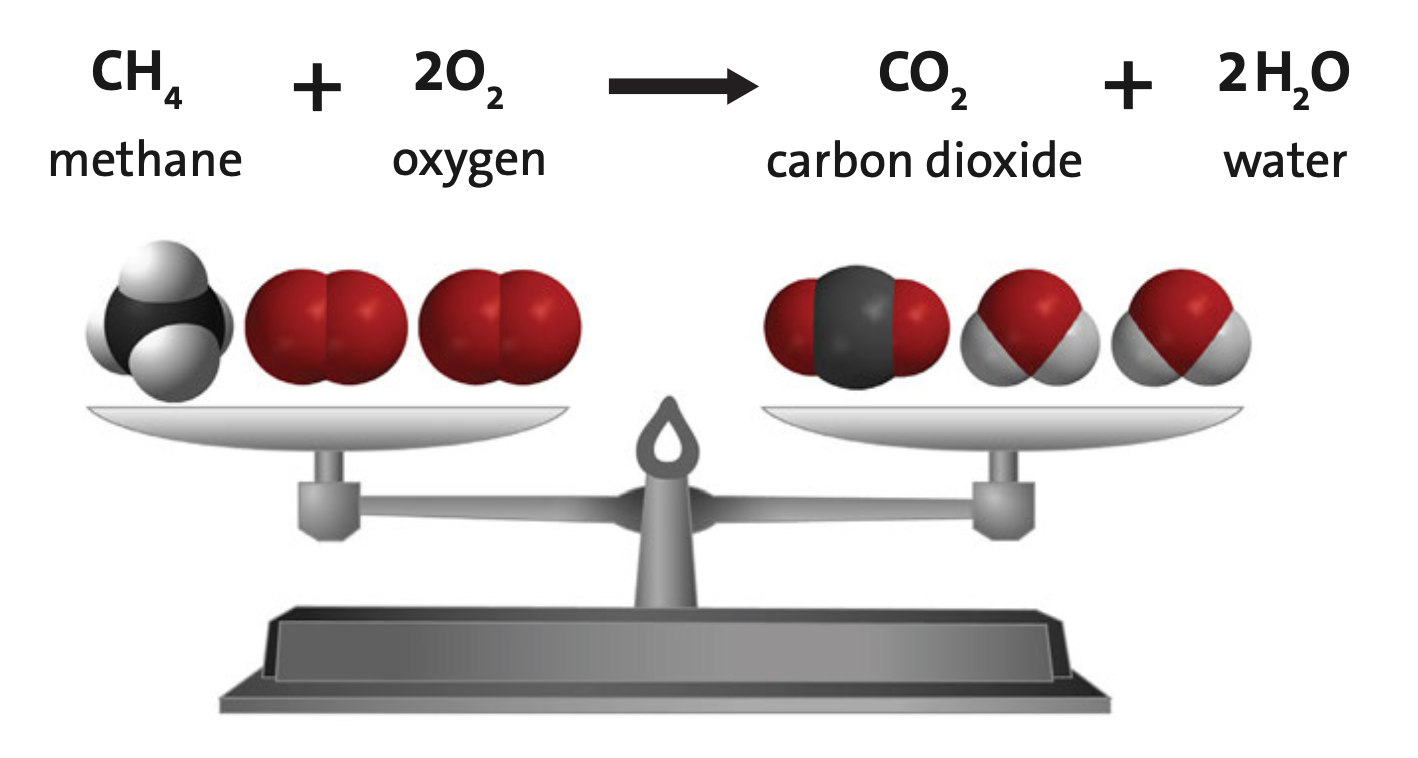 CH₄ + 2O₂ → CO₂ + 2H₂O
methane oxygen carbon dioxide water